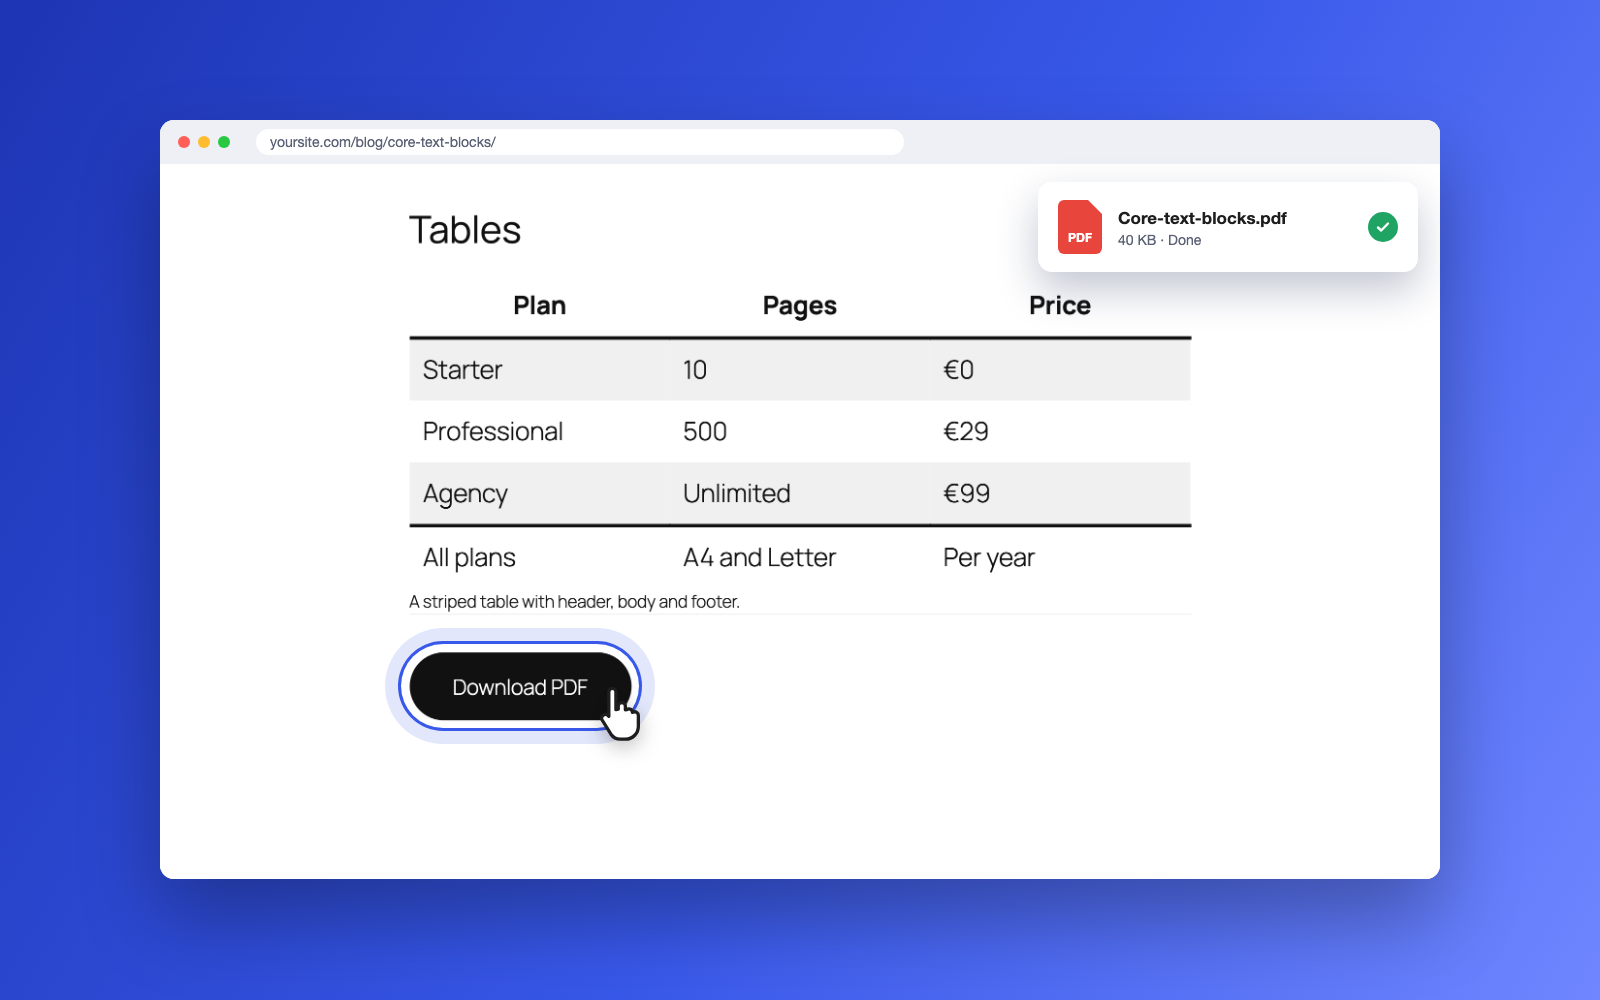 yoursite.com/blog/core-text-blocks/
Tables
PDF
Core-text-blocks.pdf
40 KB · Done
Plan Pages Price
Starter 10 €0
Professional 500 €29
Agency Unlimited €99
All plans A4 and Letter Per year
A striped table with header, body and footer.
Download PDF